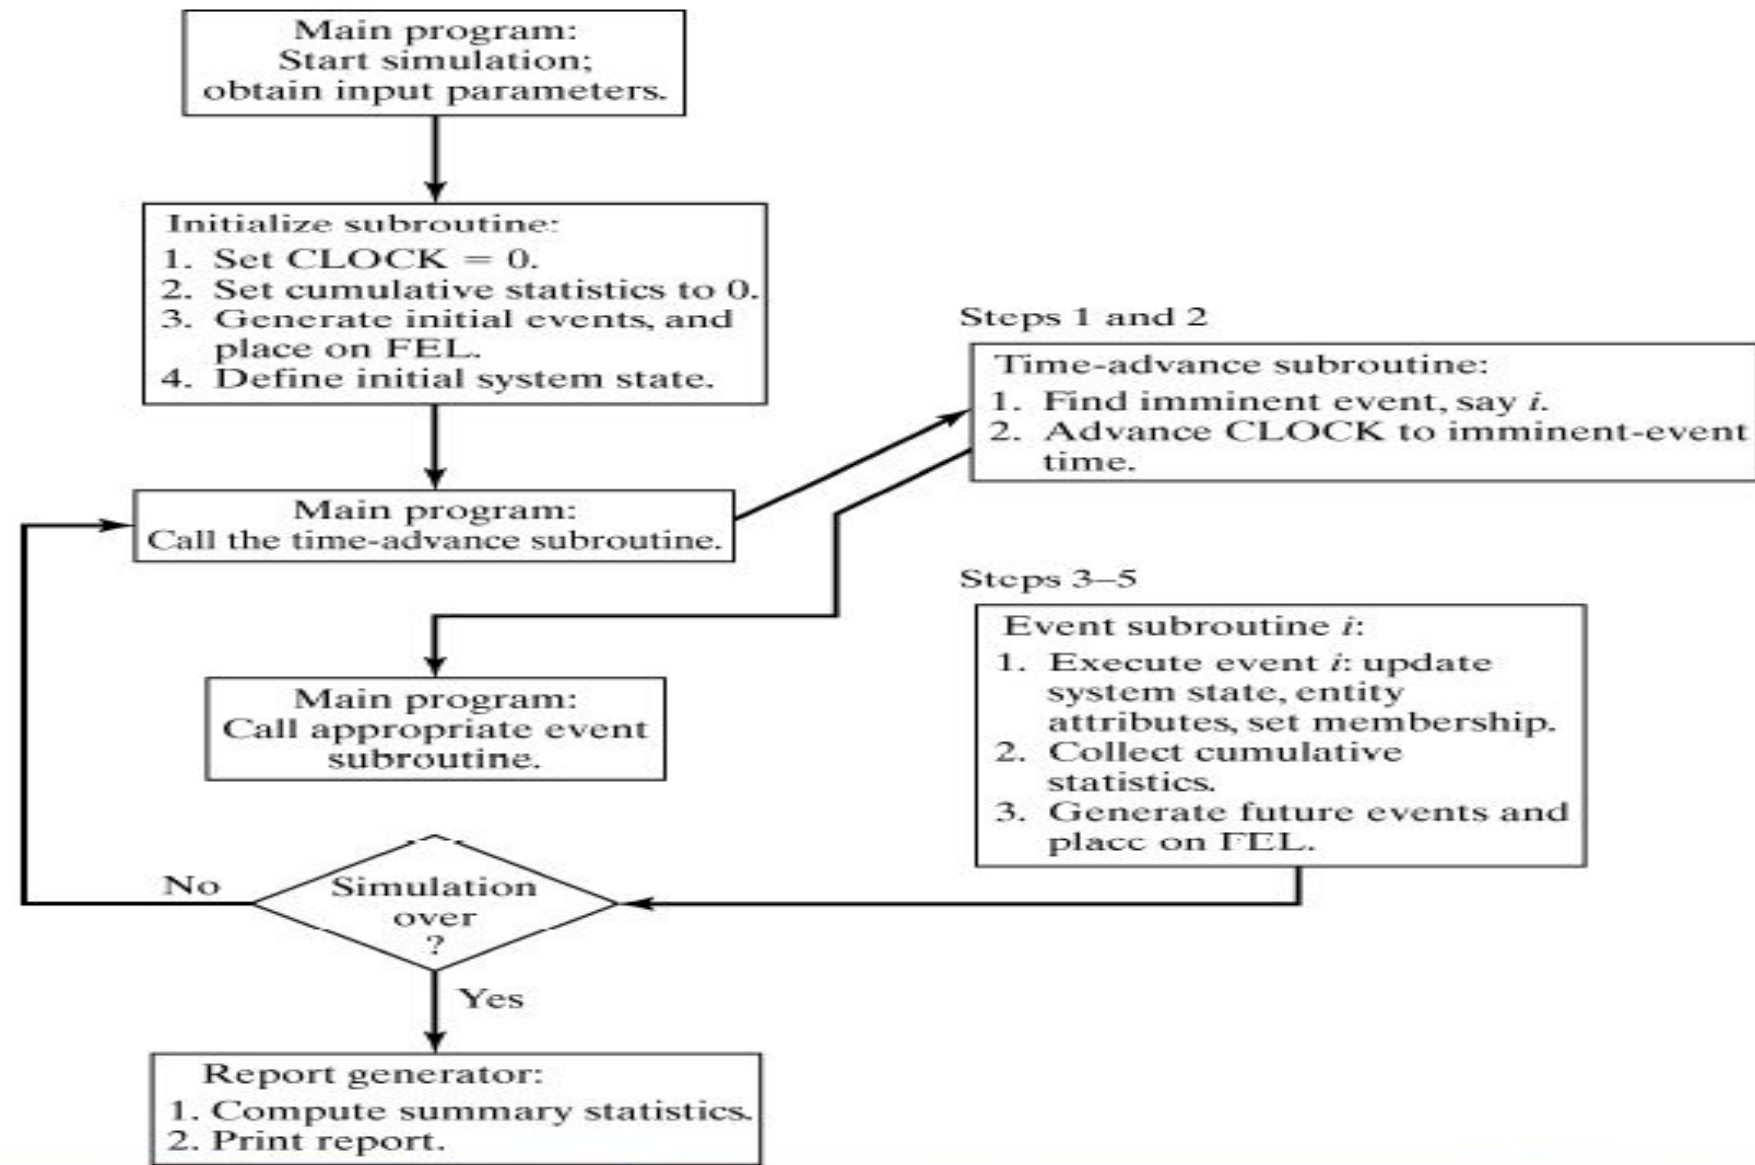 Main program:
Start simulation;
obtain input parameters.
Initialize subroutine:
1. Set CLOCK = 0.
2. Set cumulative statistics to 0.
3. Generate initial events, and
place on FEL.
4. Define initial system state.
Steps 1 and 2
Time-advance subroutine:
1. Find imminent event, say i.
2. Advance CLOCK to imminent-event
time.
Main program:
Call the time-advance subroutine.
Steps 3–5
Event subroutine i:
1. Execute event i: update
system state, entity
attributes, set membership.
2. Collect cumulative
statistics.
3. Generate future events and
place on FEL.
Main program:
Call appropriate event
subroutine.
No
Simulation
over
?
Yes
Report generator:
1. Compute summary statistics.
2. Print report.